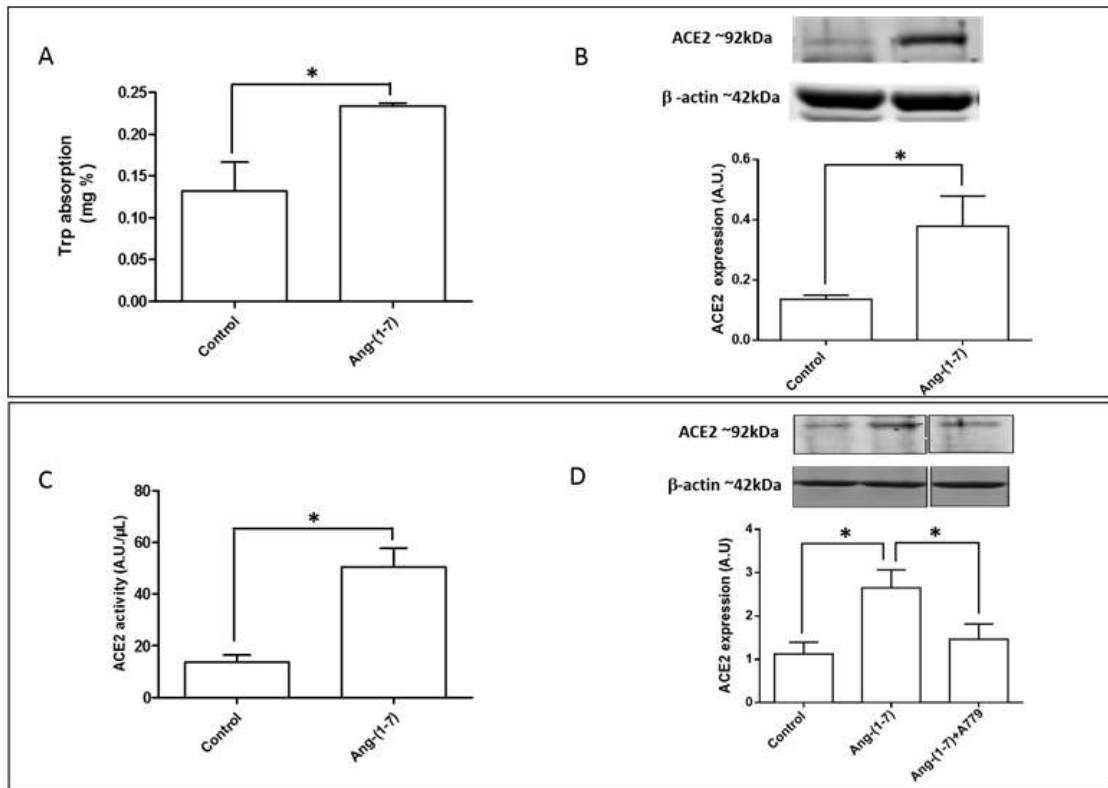 A
*
Trp absorption
(mg %)
0.25
0.20
0.15
0.10
0.05
0.00
Control
Ang-(1-7)
B
ACE2 ~92kDa
β -actin ~42kDa
*
ACE2 expression (A.U.)
0.6
0.4
0.2
0.0
Control
Ang-(1-7)
C
*
ACE2 activity (A.U./µL)
80
60
40
20
0
Control
Ang-(1-7)
D
ACE2 ~92kDa
β-actin ~42kDa
* *
ACE2 expression (A.U)
4
3
2
1
0
Control
Ang-(1-7)
Ang-(1-7)+A779